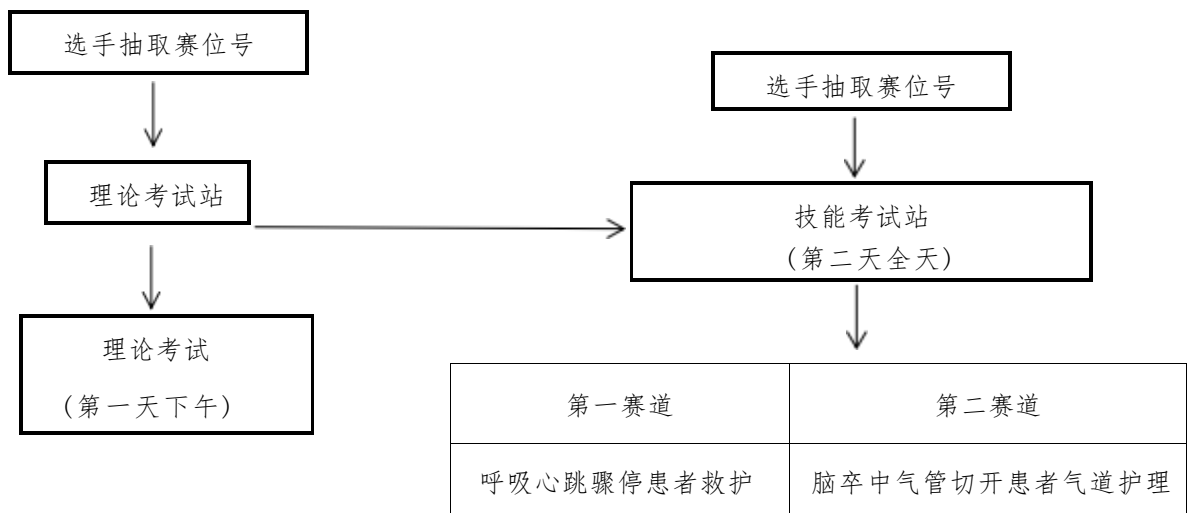 选手抽取赛位号
理论考试站
理论考试
(第一天下午)
选手抽取赛位号
技能考试站
(第二天全天)
第一赛道
第二赛道
呼吸心跳骤停患者救护
脑卒中气管切开患者气道护理